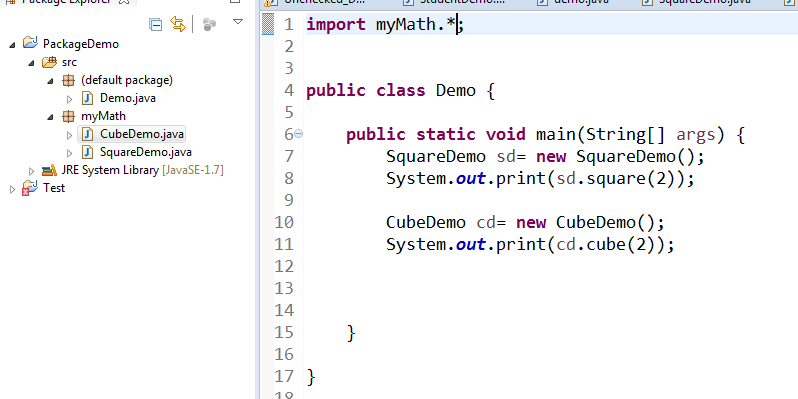 Package Explorer
PackageDemo
src
(default package)
Demo.java
myMath
CubeDemo.java
SquareDemo.java
JRE System Library [JavaSE-1.7]
Test
Unchecked_D... StudentDemo.... demo.java SquareDemo.java
1 import myMath.*;
2
3
4 public class Demo {
5
6 public static void main(String[] args) {
7 SquareDemo sd= new SquareDemo();
8 System.out.print(sd.square(2));
9
10 CubeDemo cd= new CubeDemo();
11 System.out.print(cd.cube(2));
12
13
14
15 }
16
17 }
18